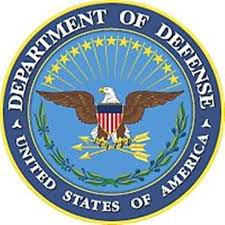 DEPARTMENT OF DEFENSE
UNITED STATES OF AMERICA